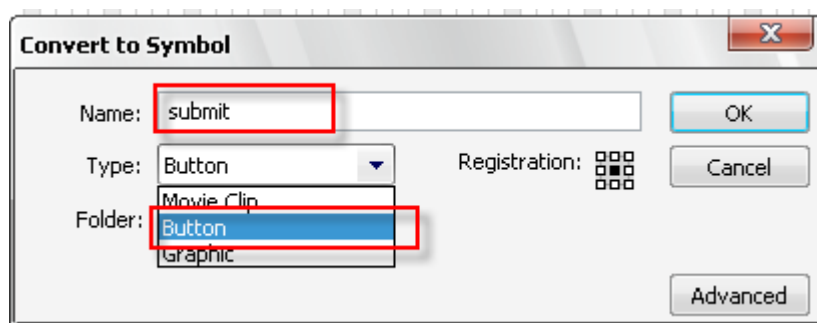 Convert to Symbol
Name: submit OK
Type: Button Registration: Cancel
Movie Clip
Folder: Button
Graphic
Advanced